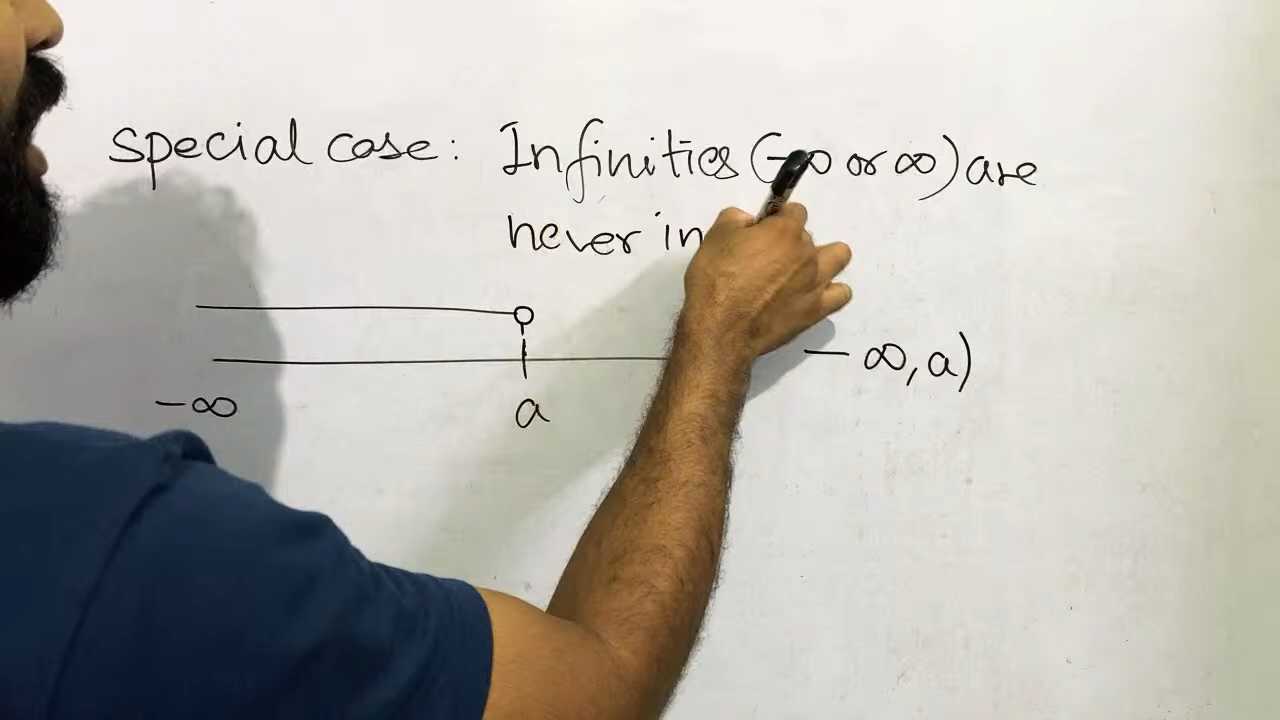 Special case: Infinities (-∞ or ∞) are
never in
- ∞, a)
-∞ a